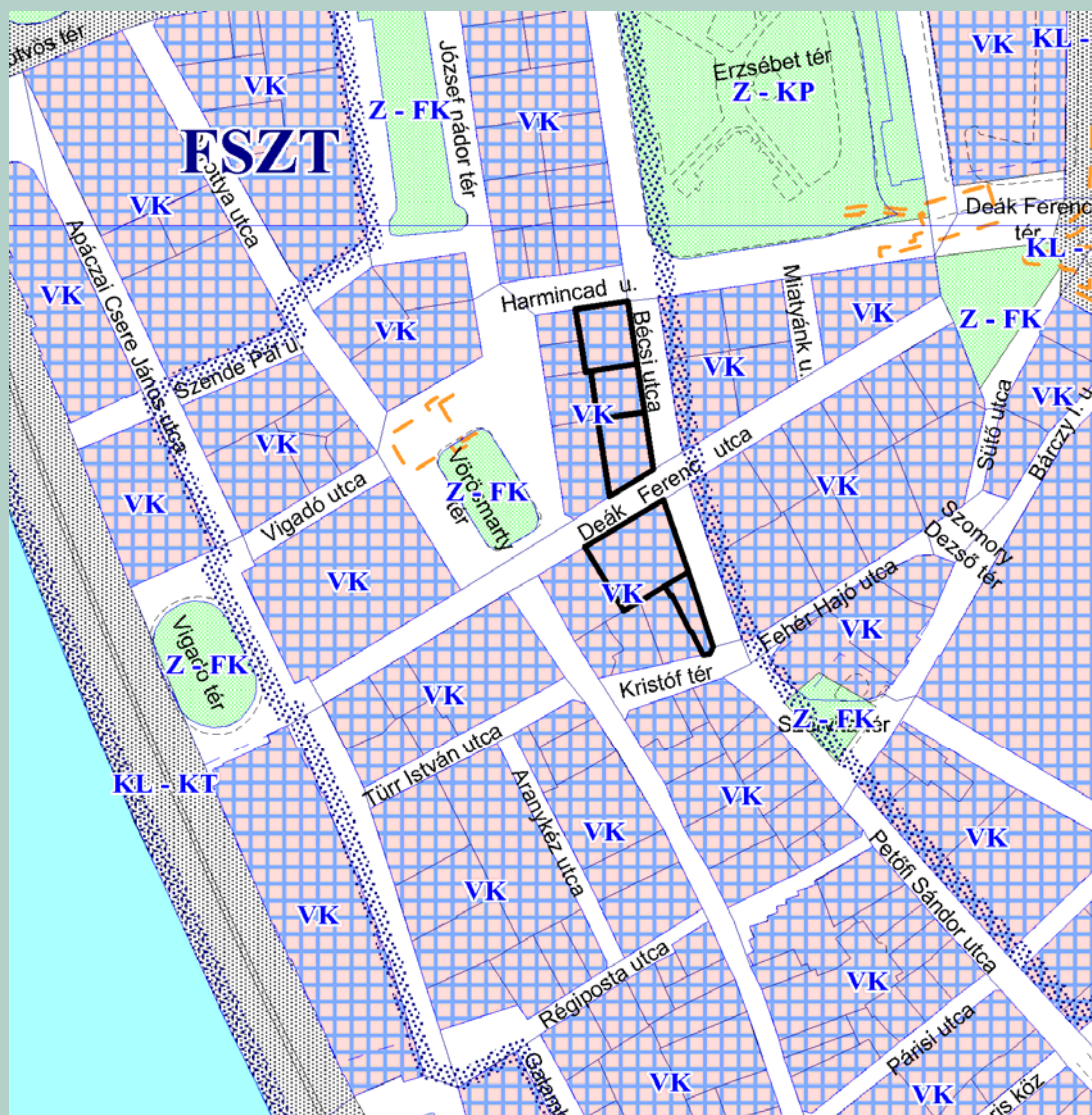 VK
KL -
ötvös tér
József nádor tér
Erzsébet tér
VK
Z - FK
Z - KP
VK
FSZT
VK
Deák Ferenc
tér
KL -
Apáczai Csere János utca
VK
Harmincad u.
Miatyánk u.
VK
Z - FK
VK
Bécsi utca
VK
Szende Pál u.
VK
VK
Sütő utca
Bárczy I. u.
VK
VK
Vigadó utca
Vörösmarty
tér
Z - FK
Deák Ferenc utca
VK
Szomory
Dezső tér
VK
VK
Fehér Hajó utca
VK
Vigadó tér
Z - FK
Kristóf tér
VK
Z - FK
KL - KT
Türr István utca
Aranykéz utca
VK
VK
Petőfi Sándor utca
VK
VK
VK
Régiposta utca
VK
Párisi utca
VK
VK
is köz